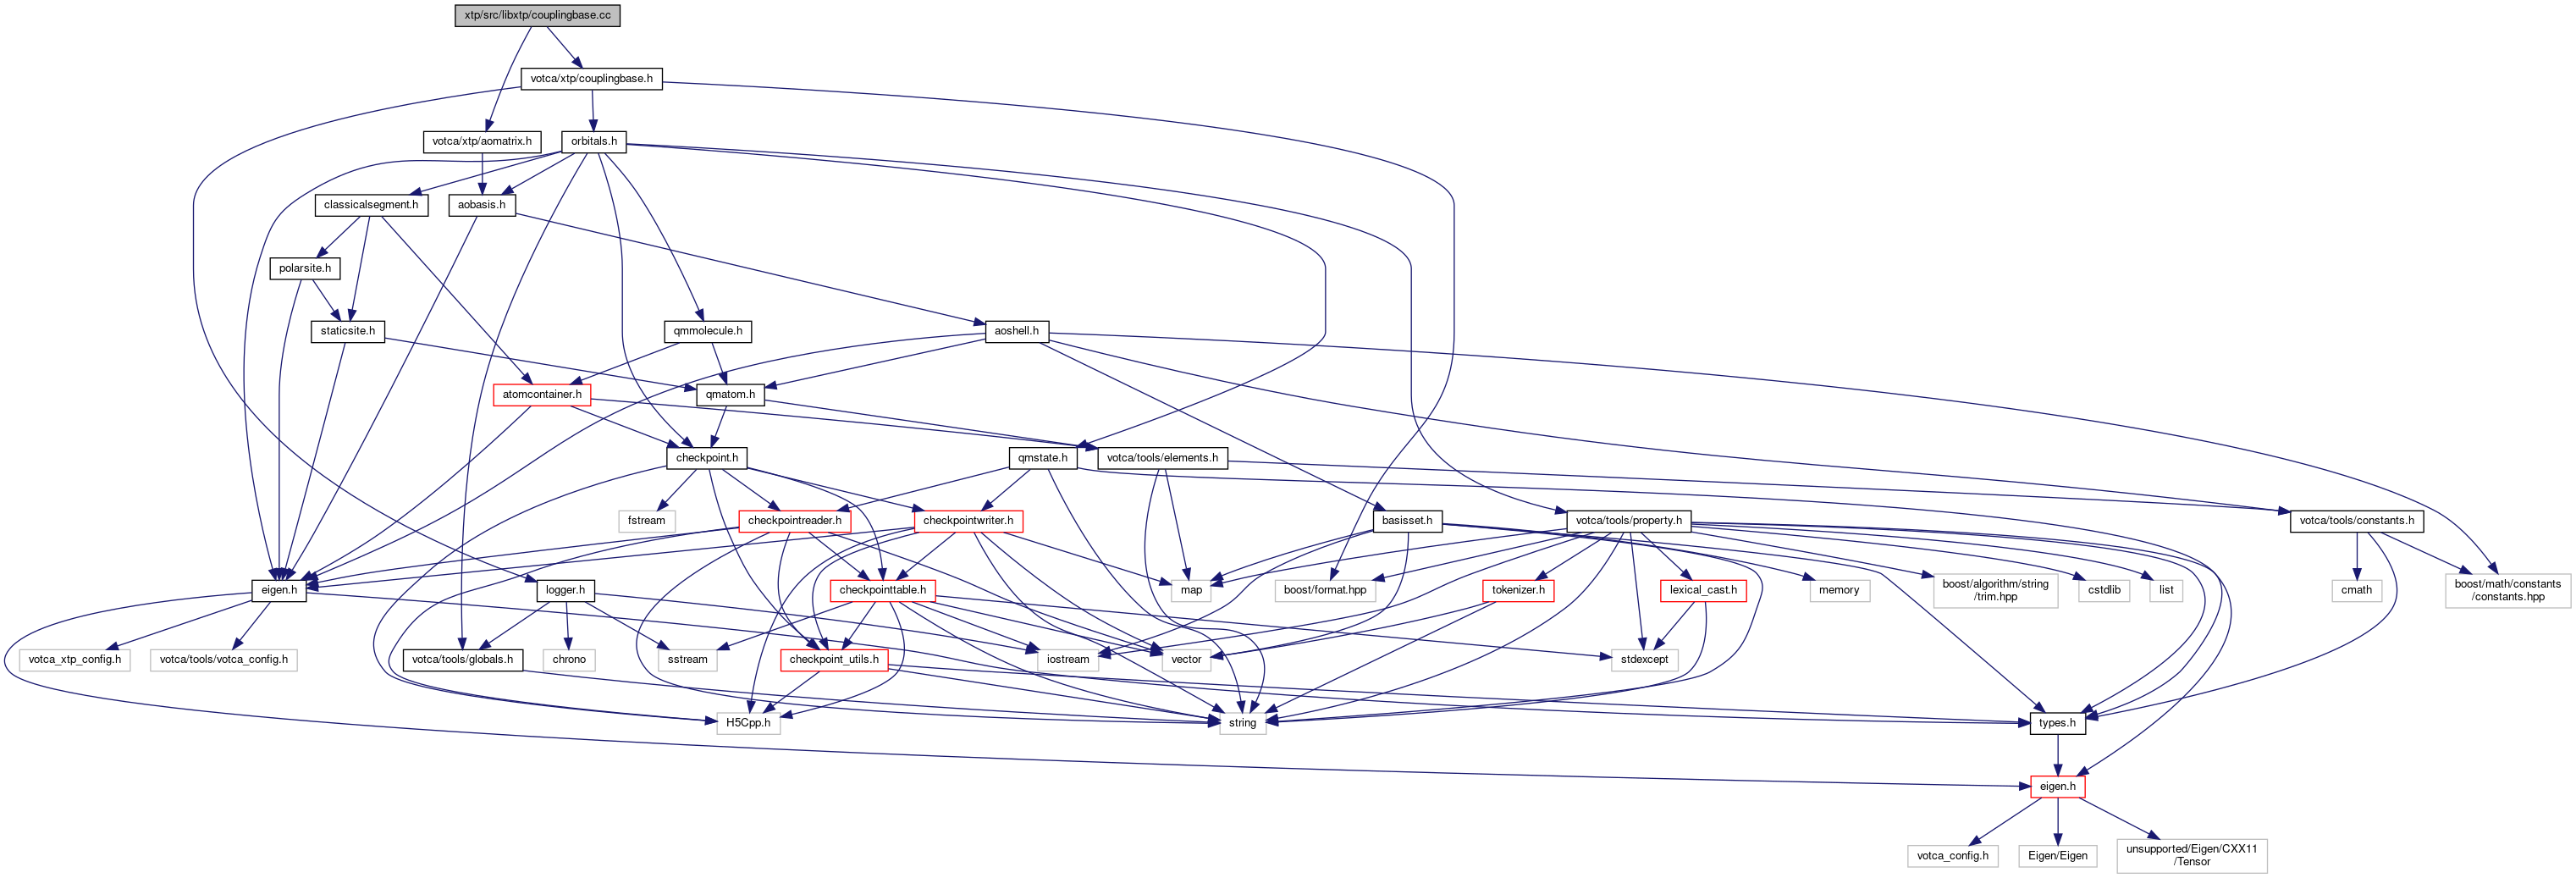 xtp/src/libxtp/couplingbase.cc
votca/xtp/couplingbase.h
votca/xtp/aomatrix.h
orbitals.h
classicalsegment.h
aobasis.h
polarsite.h
staticsite.h
qmmolecule.h
aoshell.h
atomcontainer.h
qmatom.h
checkpoint.h
qmstate.h
votca/tools/elements.h
fstream
checkpointreader.h
checkpointwriter.h
basisset.h
votca/tools/property.h
votca/tools/constants.h
eigen.h
logger.h
checkpointtable.h
map
boost/format.hpp
tokenizer.h
lexical_cast.h
memory
boost/algorithm/string
/trim.hpp
cstdlib
list
cmath
boost/math/constants
/constants.hpp
votca_xtp_config.h
votca/tools/votca_config.h
votca/tools/globals.h
chrono
sstream
checkpoint_utils.h
iostream
vector
stdexcept
H5Cpp.h
string
types.h
eigen.h
votca_config.h
Eigen/Eigen
unsupported/Eigen/CXX11
/Tensor